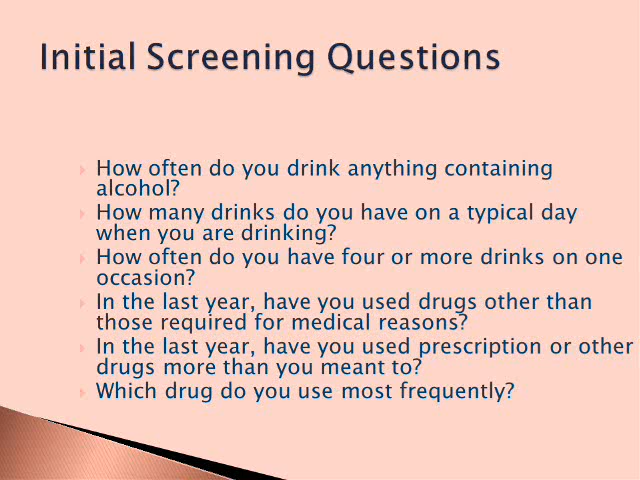 Initial Screening Questions
How often do you drink anything containing
alcohol?
How many drinks do you have on a typical day
when you are drinking?
How often do you have four or more drinks on one
occasion?
In the last year, have you used drugs other than
those required for medical reasons?
In the last year, have you used prescription or other
drugs more than you meant to?
Which drug do you use most frequently?